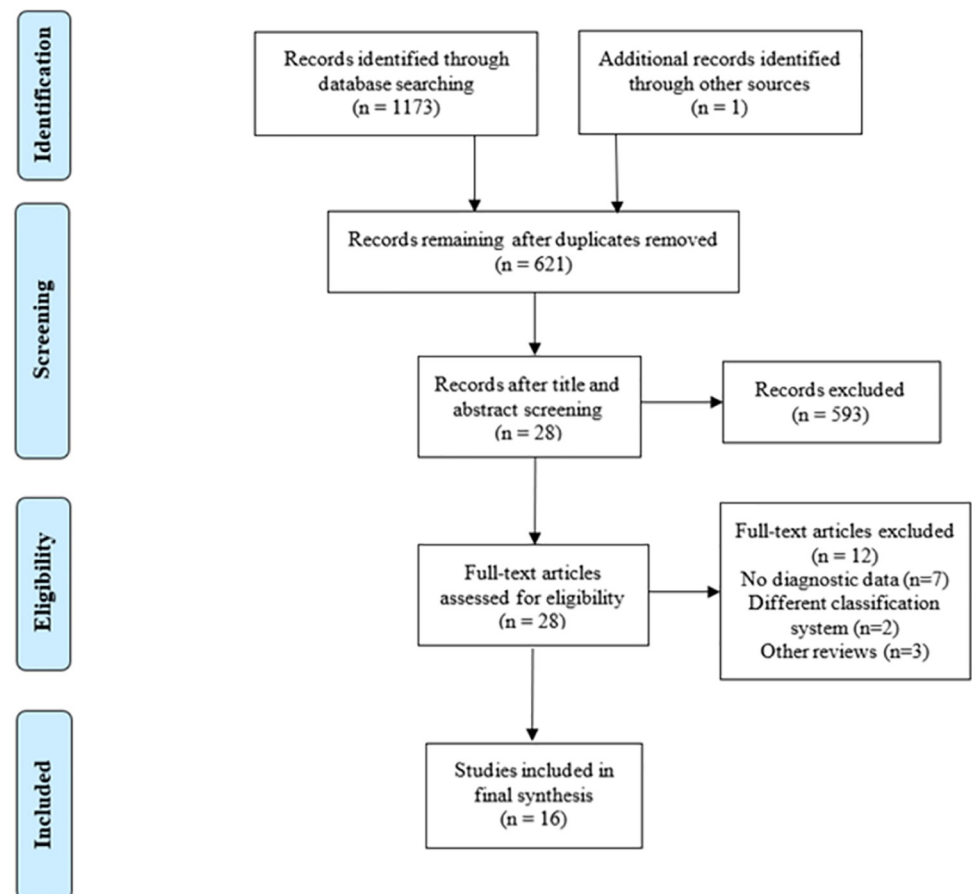 Identification
Records identified through
database searching
(n = 1173)
Additional records identified
through other sources
(n = 1)
Screening
Records remaining after duplicates removed
(n = 621)
Records after title and
abstract screening
(n = 28)
Records excluded
(n = 593)
Eligibility
Full-text articles
assessed for eligibility
(n = 28)
Full-text articles excluded
(n = 12)
No diagnostic data (n=7)
Different classification
system (n=2)
Other reviews (n=3)
Included
Studies included in
final synthesis
(n = 16)